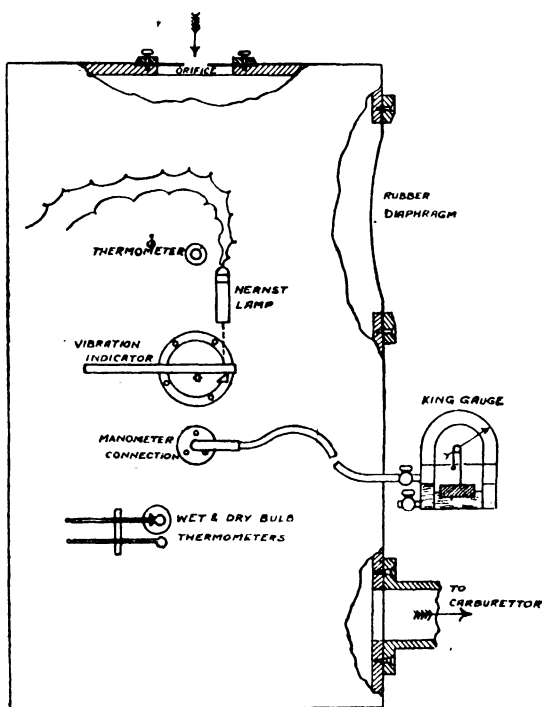 ORIFICE
RUBBER
DIAPHRAGM
THERMOMETER
NERNST
LAMP
VIBRATION
INDICATOR
KING GAUGE
MANOMETER
CONNECTION
WET & DRY BULB
THERMOMETERS
TO
CARBURETTOR